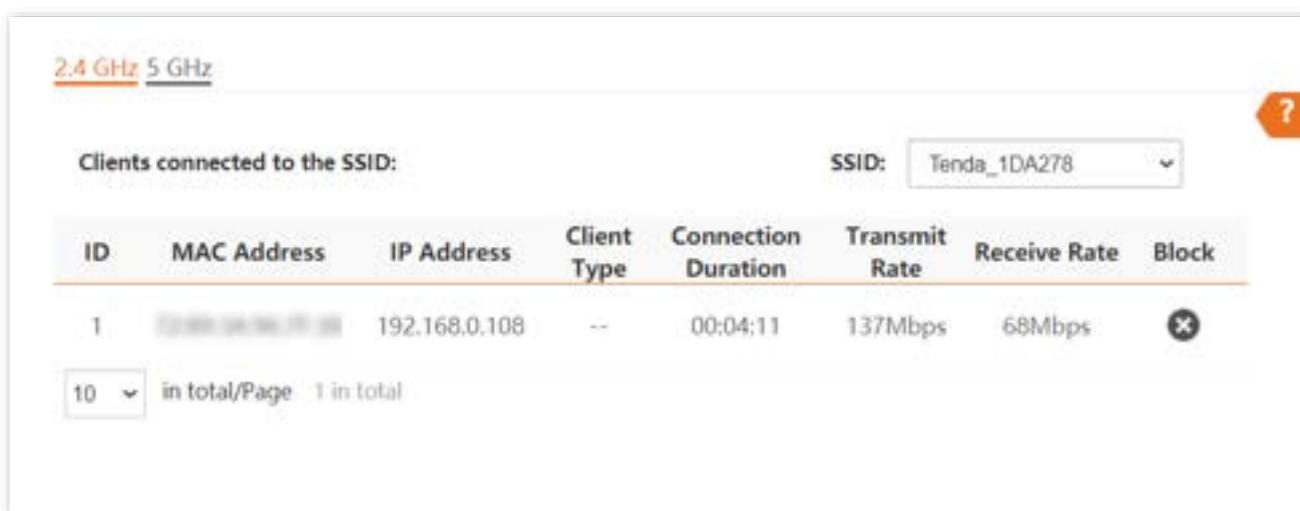 2.4 GHz 5 GHz
?
Clients connected to the SSID: SSID: Tenda_1DA278
ID MAC Address IP Address Client Type Connection Duration Transmit Rate Receive Rate Block
1 192.168.0.108 -- 00:04:11 137Mbps 68Mbps
10 in total/Page 1 in total